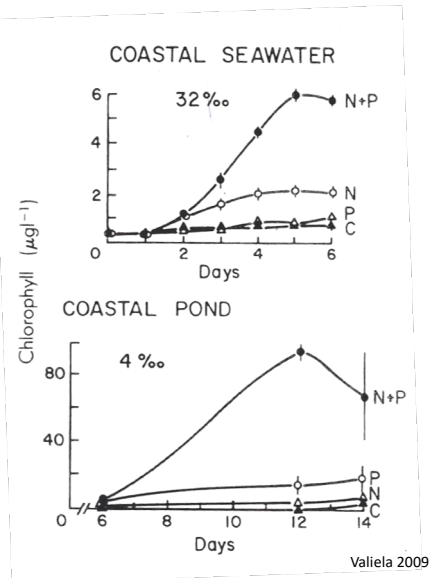 COASTAL SEAWATER
32‰
6
4
2
0
N+P
N
P
C
0 2 4 6
Days
Chlorophyll (μgl⁻¹)
COASTAL POND
4‰
80
40
0
N+P
P
N
C
6 8 10 12 14
Days
Valiela 2009